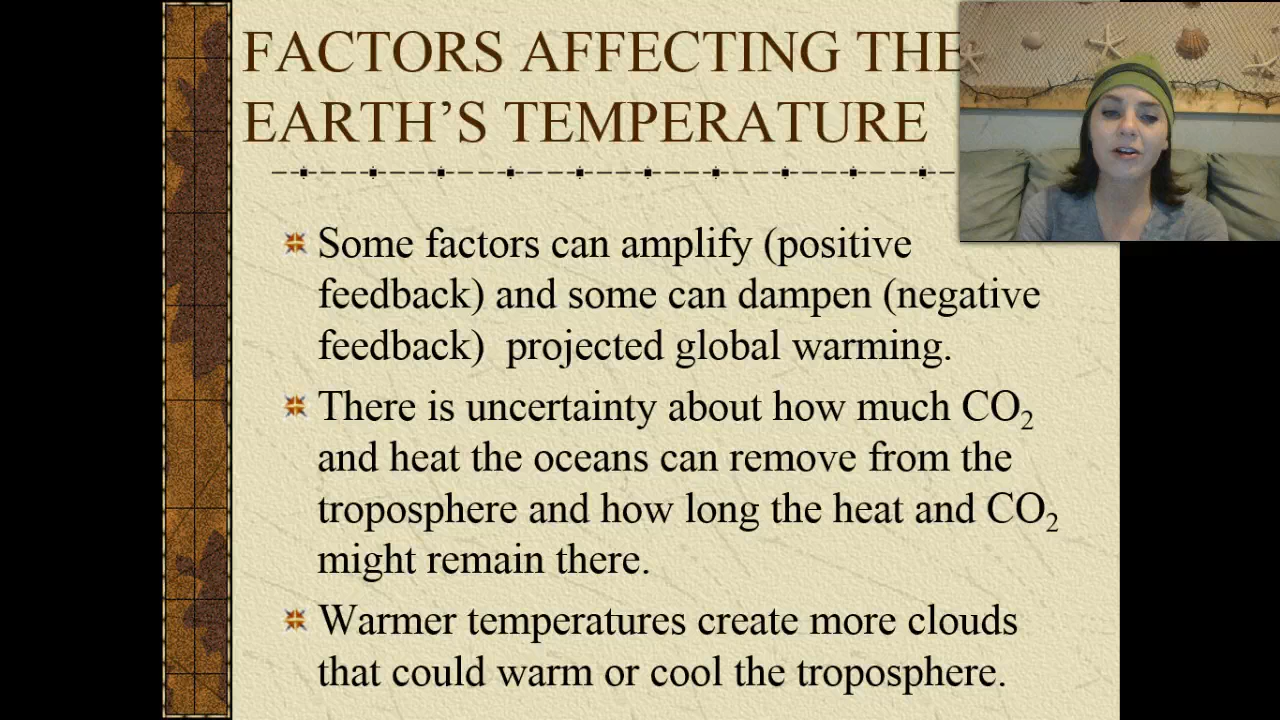 FACTORS AFFECTING THE
EARTH’S TEMPERATURE
Some factors can amplify (positive
feedback) and some can dampen (negative
feedback)  projected global warming.
There is uncertainty about how much CO₂
and heat the oceans can remove from the
troposphere and how long the heat and CO₂
might remain there.
Warmer temperatures create more clouds
that could warm or cool the troposphere.